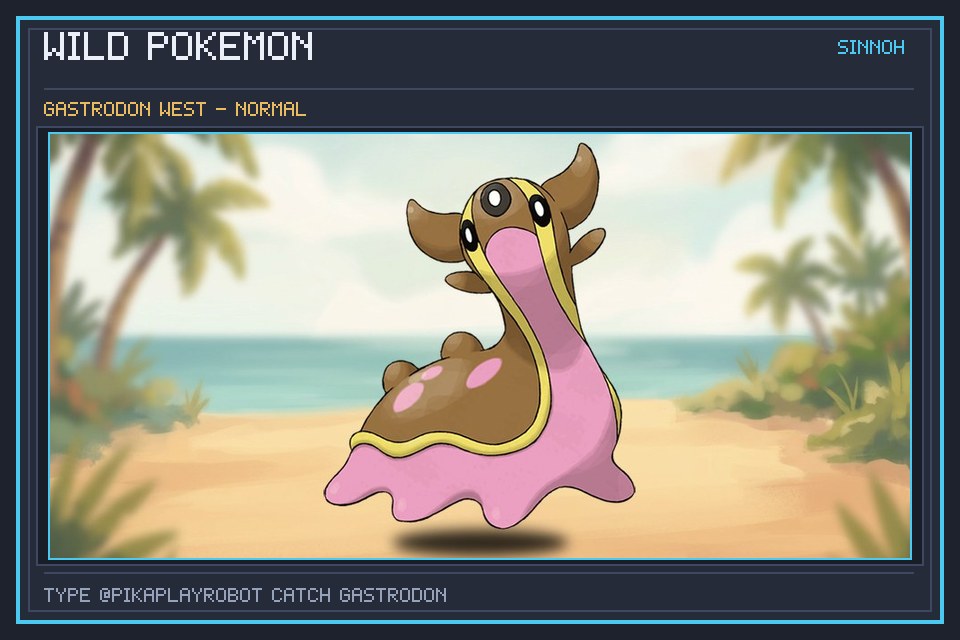 WILD POKEMON
SINNOH
GASTRODON WEST - NORMAL
TYPE @PIKAPLAYROBOT CATCH GASTRODON